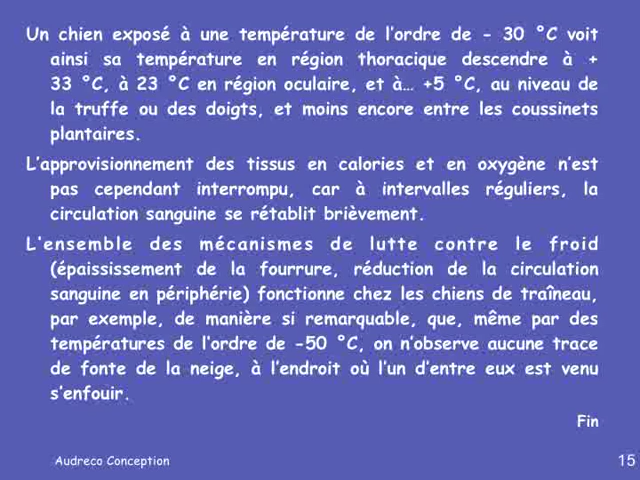 Un chien exposé à une température de l’ordre de - 30 °C voit
ainsi sa température en région thoracique descendre à +
33 °C, à 23 °C en région oculaire, et à… +5 °C, au niveau de
la truffe ou des doigts, et moins encore entre les coussinets
plantaires.
L’approvisionnement des tissus en calories et en oxygène n’est
pas cependant interrompu, car à intervalles réguliers, la
circulation sanguine se rétablit brièvement.
L’ensemble des mécanismes de lutte contre le froid
(épaississement de la fourrure, réduction de la circulation
sanguine en périphérie) fonctionne chez les chiens de traîneau,
par exemple, de manière si remarquable, que, même par des
températures de l’ordre de -50 °C, on n’observe aucune trace
de fonte de la neige, à l’endroit où l’un d’entre eux est venu
s’enfouir.
Fin
Audreco Conception
15